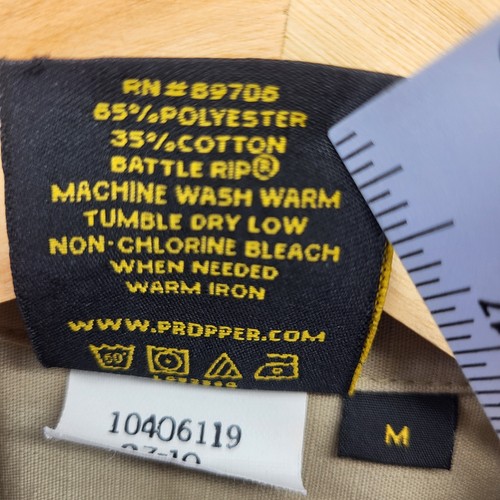 RN#89706
65%POLYESTER
35%COTTON
BATTLE RIP®
MACHINE WASH WARM
TUMBLE DRY LOW
NON-CHLORINE BLEACH
WHEN NEEDED
WARM IRON
WWW.PROPPER.COM
10406119
M